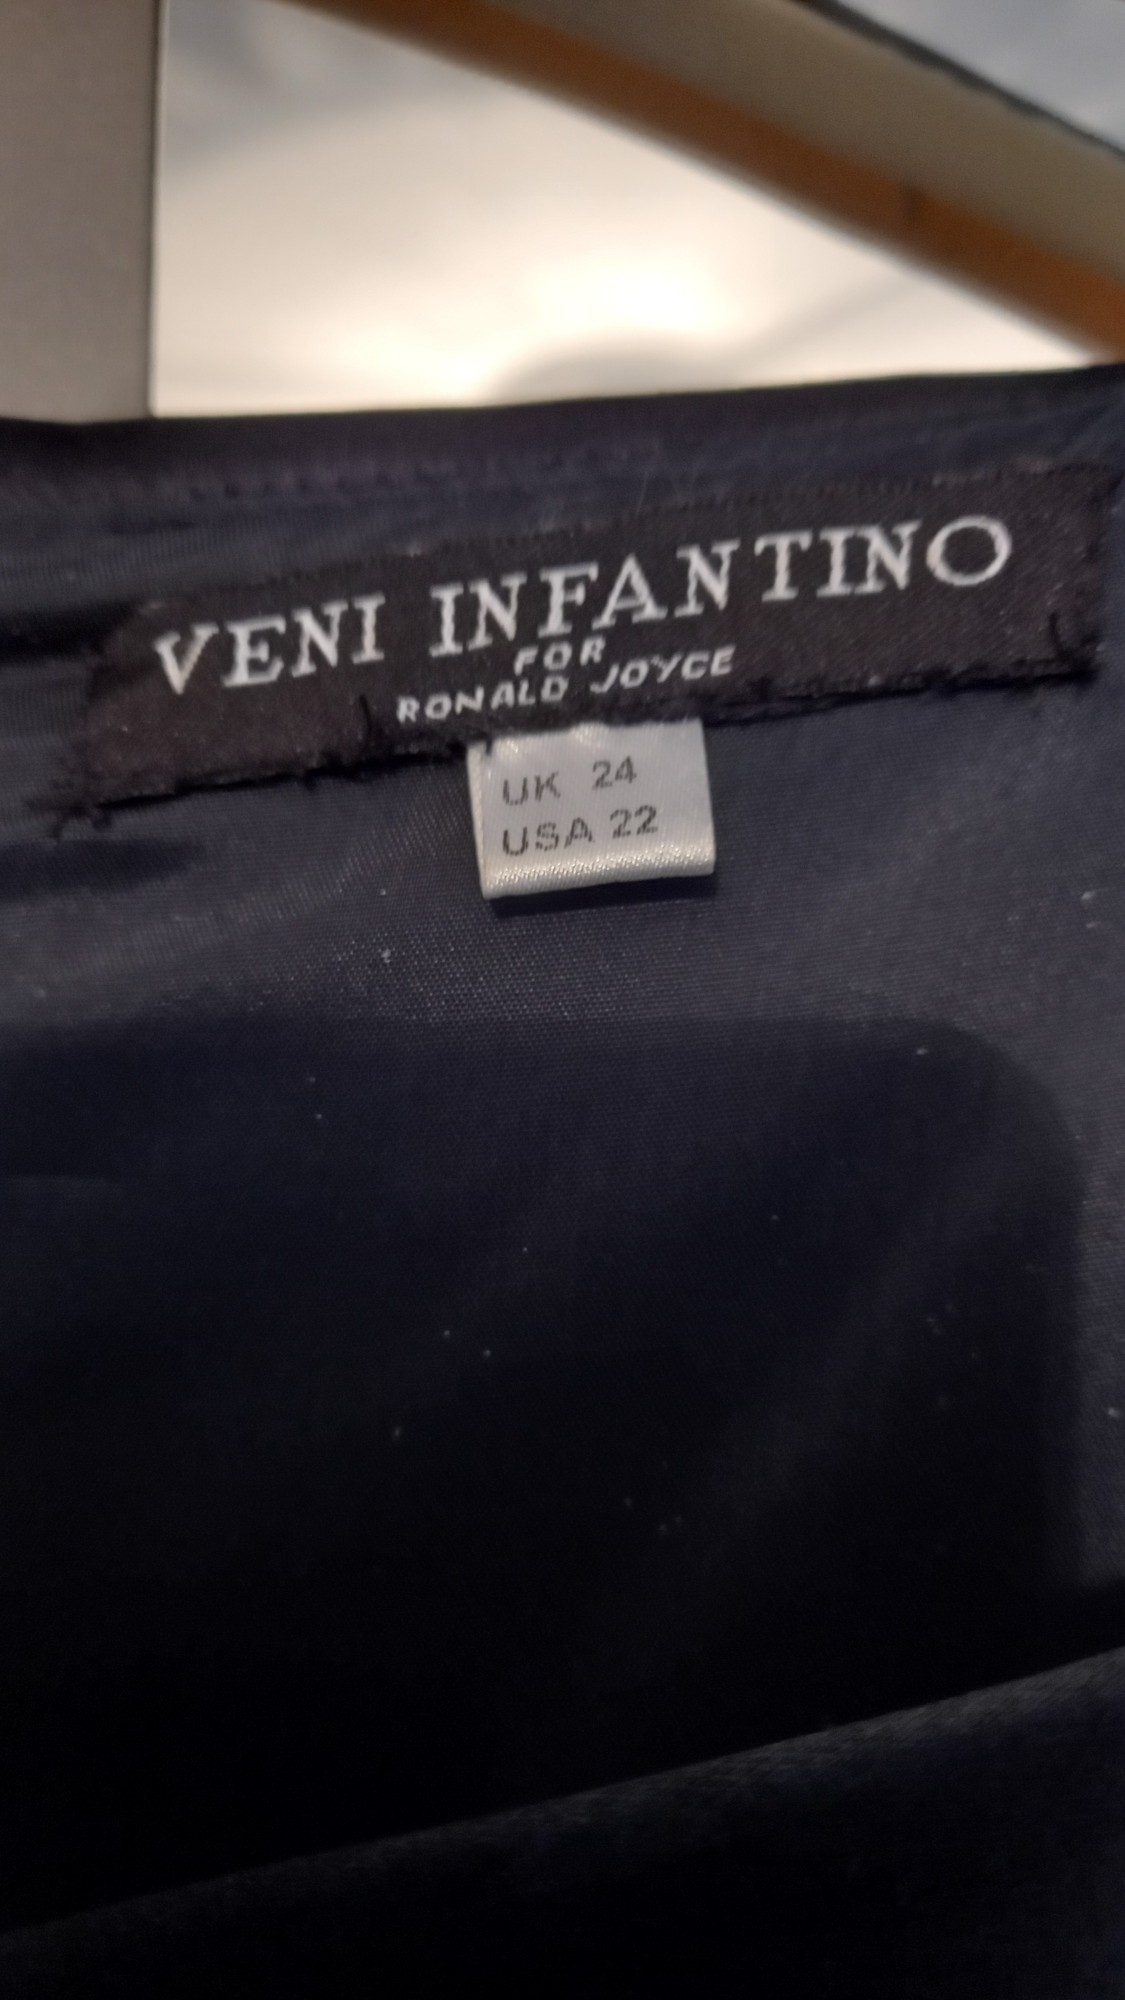 VENI INFANTINO
FOR
RONALD JOYCE
UK 24
USA 22